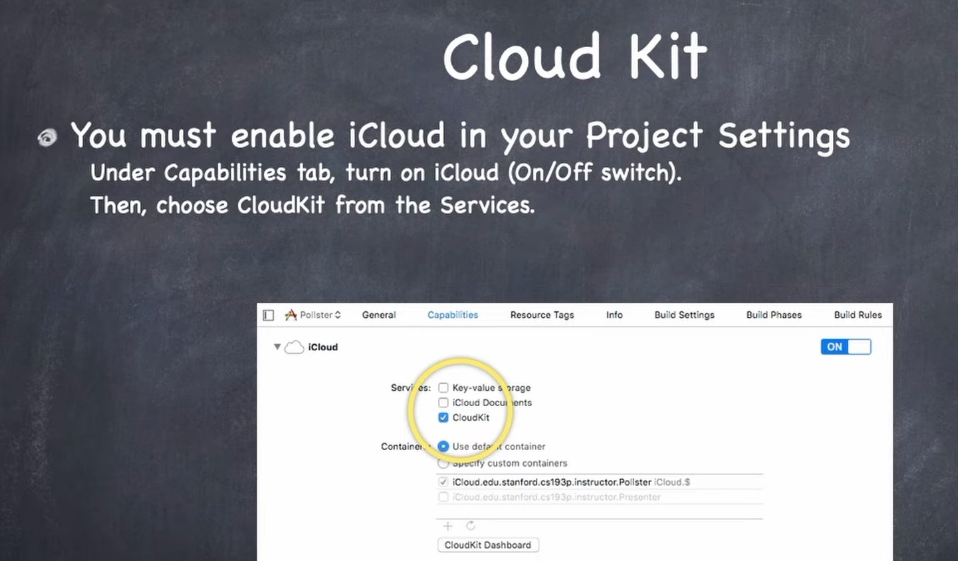 Cloud Kit
You must enable iCloud in your Project Settings
Under Capabilities tab, turn on iCloud (On/Off switch).
Then, choose CloudKit from the Services.
Pollster General Capabilities Resource Tags Info Build Settings Build Phases Build Rules
iCloud ON
Services: Key-value storage
iCloud Documents
CloudKit
Containers: Use default container
Specify custom containers
iCloud.edu.stanford.cs193p.instructor.Pollster iCloud.$
iCloud.edu.stanford.cs193p.instructor.Presenter
CloudKit Dashboard